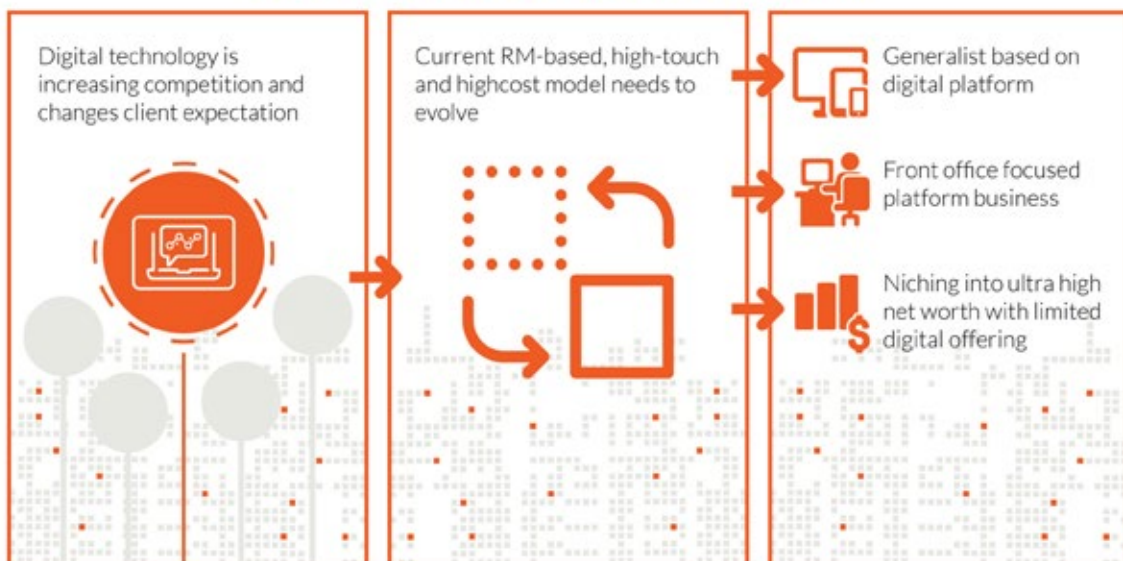 Digital technology is
increasing competition and
changes client expectation
Current RM-based, high-touch
and highcost model needs to
evolve
Generalist based on
digital platform
Front office focused
platform business
Niching into ultra high
net worth with limited
digital offering
$